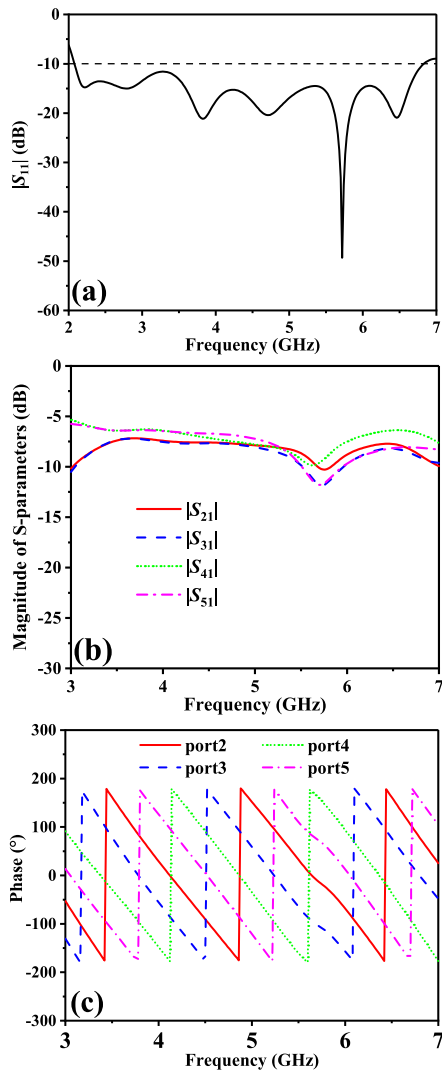 0
-10
-20
-30
-40
-50
-60
|S11| (dB)
(a)
2 3 4 5 6 7
Frequency (GHz)
0
-5
-10
-15
-20
-25
-30
Magnitude of S-parameters (dB)
|S21|
|S31|
|S41|
|S51|
(b)
3 4 5 6 7
Frequency (GHz)
300
200
100
0
-100
-200
-300
Phase (°)
port2 port4
port3 port5
(c)
3 4 5 6 7
Frequency (GHz)